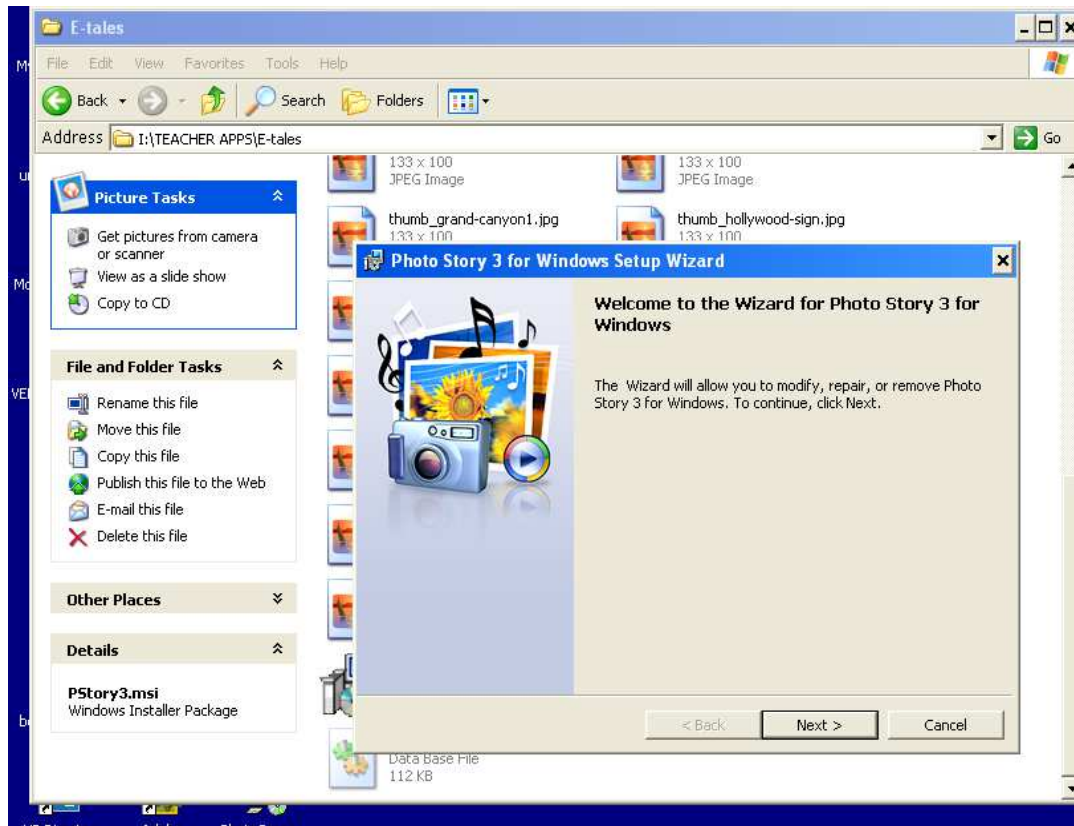 E-tales
File Edit View Favorites Tools Help
Back Search Folders
Address I:\TEACHER APPS\E-tales Go
Picture Tasks
Get pictures from camera
or scanner
View as a slide show
Copy to CD
File and Folder Tasks
Rename this file
Move this file
Copy this file
Publish this file to the Web
E-mail this file
Delete this file
Other Places
Details
PStory3.msi
Windows Installer Package
133 x 100
JPEG Image
133 x 100
JPEG Image
thumb_grand-canyon1.jpg
133 x 100
thumb_hollywood-sign.jpg
133 x 100
Photo Story 3 for Windows Setup Wizard
Welcome to the Wizard for Photo Story 3 for
Windows
The Wizard will allow you to modify, repair, or remove Photo
Story 3 for Windows. To continue, click Next.
< Back Next > Cancel
Data Base File
112 KB